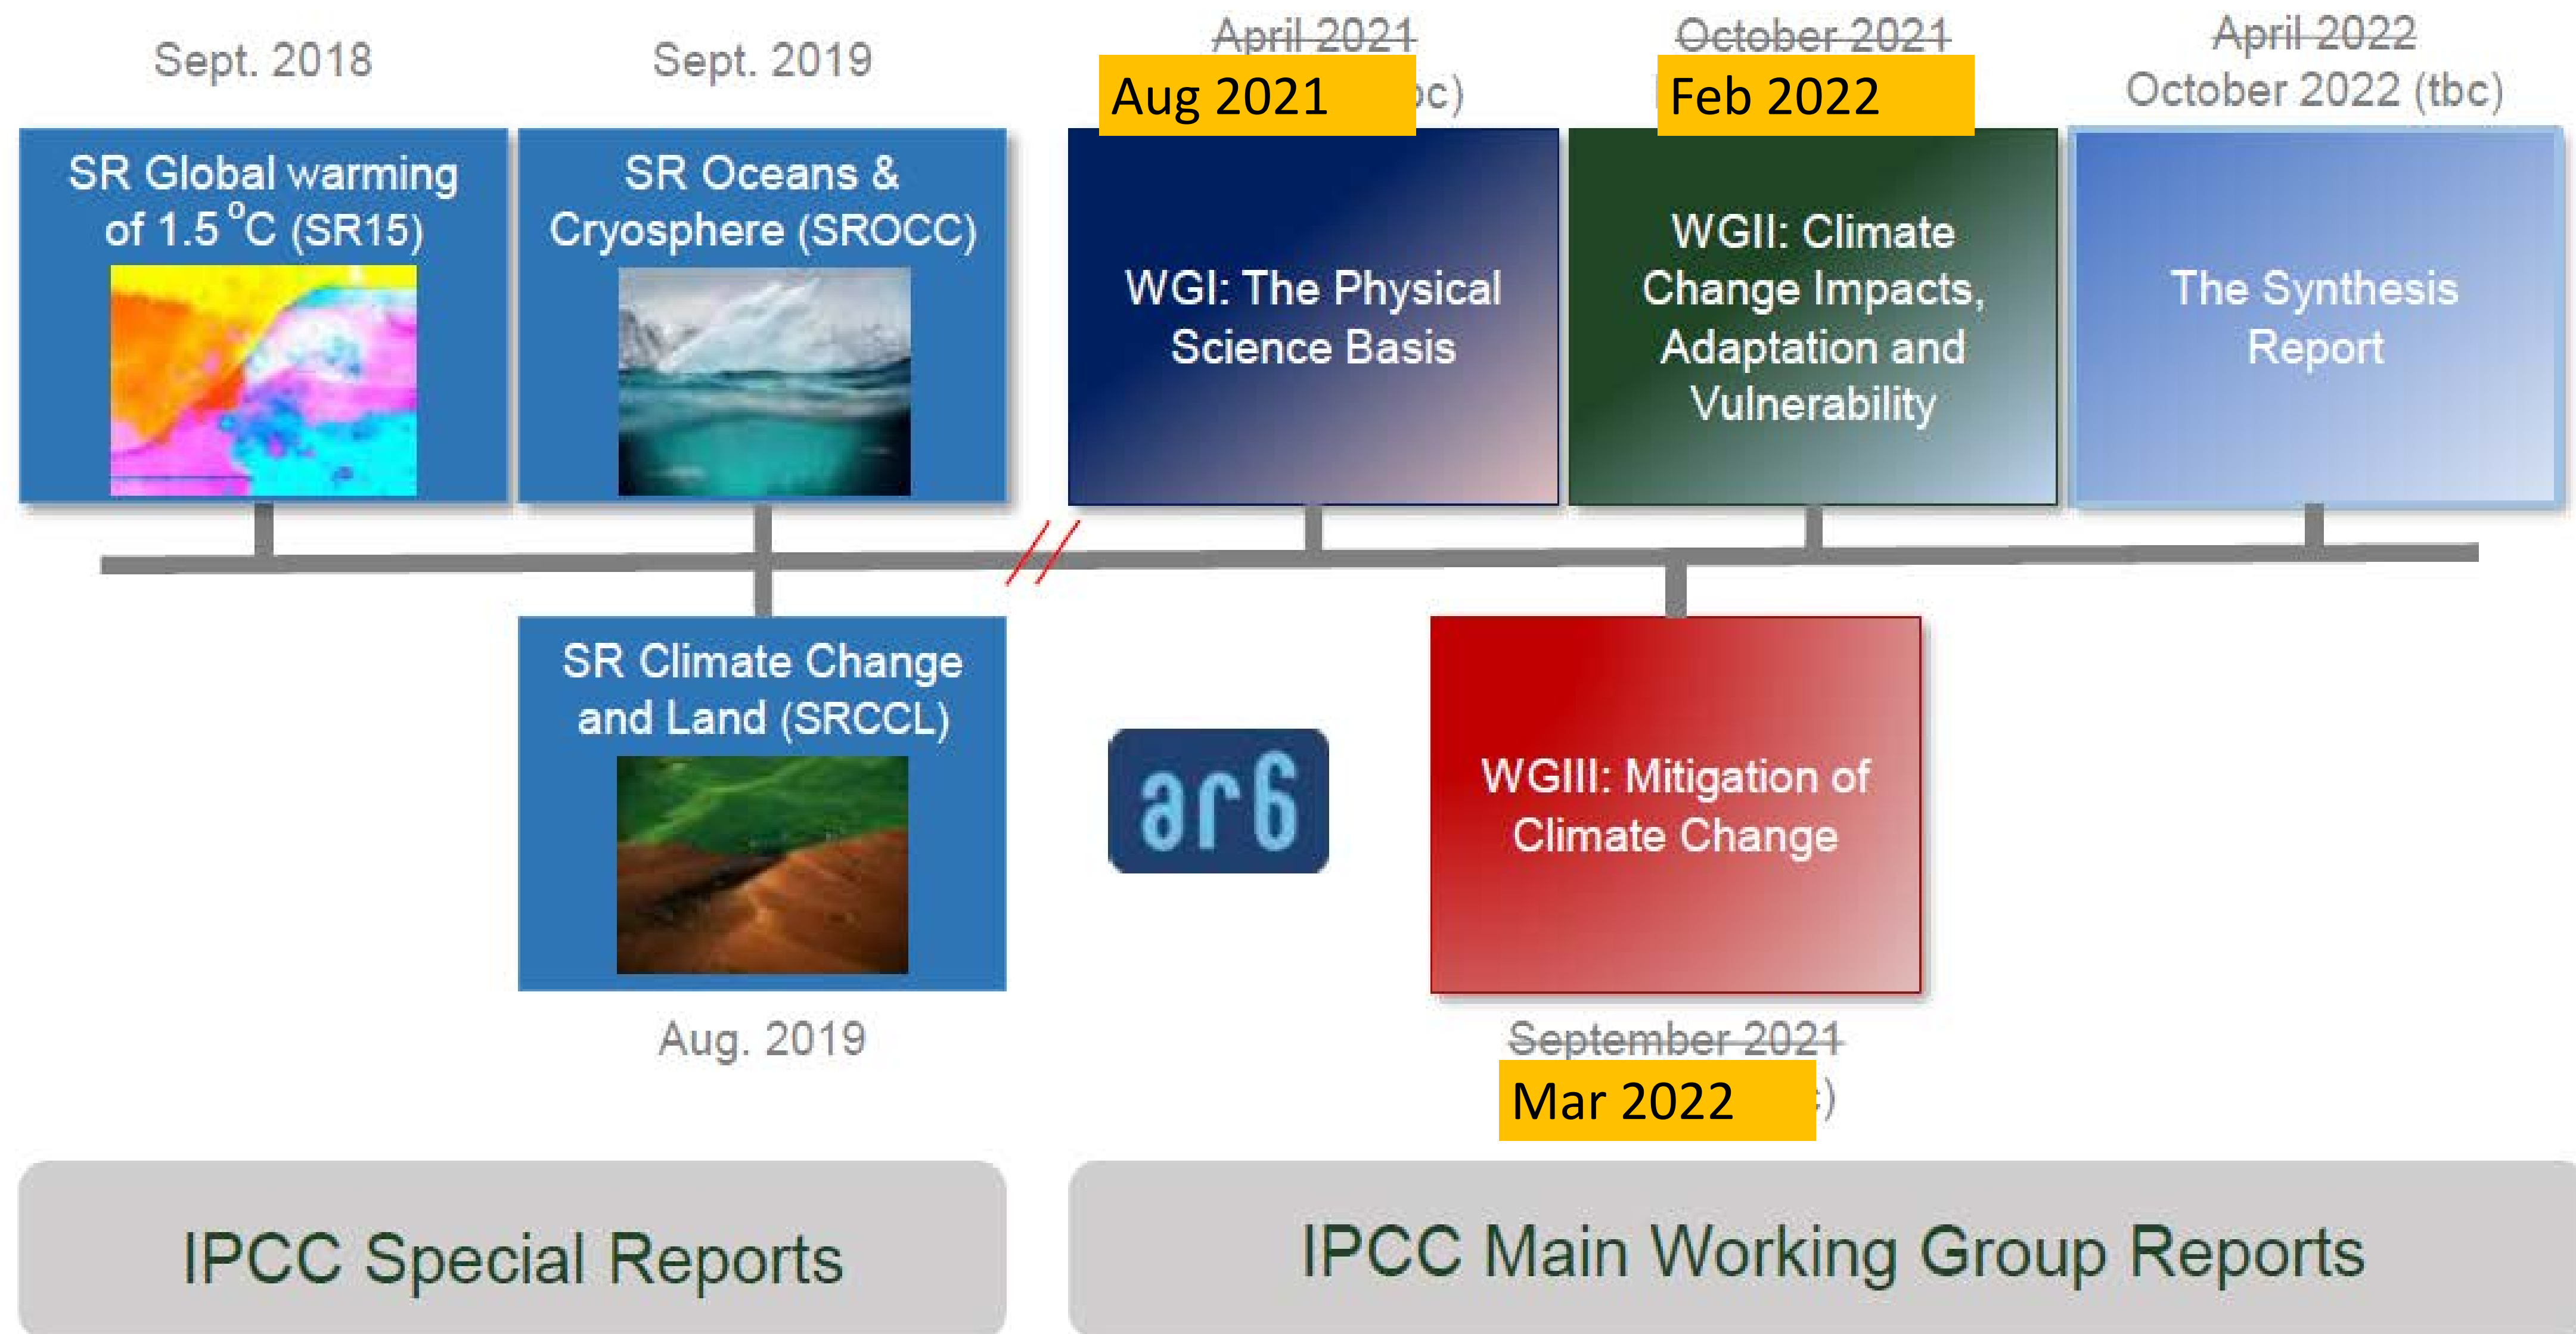 Sept. 2018
Sept. 2019
April 2021
Aug 2021
bc)
October 2021
Feb 2022
April 2022
October 2022 (tbc)
SR Global warming
of 1.5 °C (SR15)
SR Oceans &
Cryosphere (SROCC)
WGI: The Physical
Science Basis
WGII: Climate
Change Impacts,
Adaptation and
Vulnerability
The Synthesis
Report
SR Climate Change
and Land (SRCCL)
Aug. 2019
ar6
WGIII: Mitigation of
Climate Change
September 2021
Mar 2022
IPCC Special Reports
IPCC Main Working Group Reports